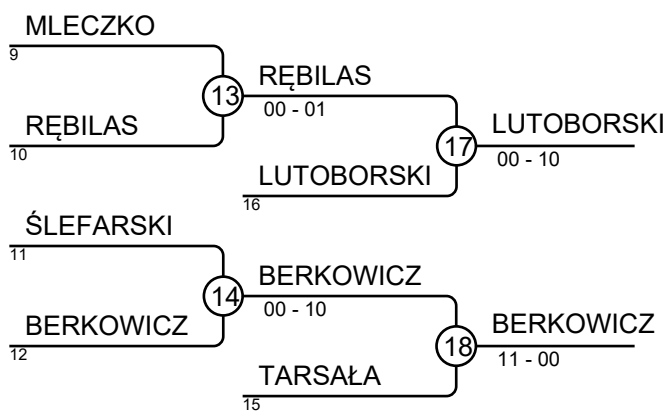 MLECZKO
9
13
RĘBILAS
00 - 01
RĘBILAS
10
17
LUTOBORSKI
00 - 10
LUTOBORSKI
16
ŚLEFARSKI
11
14
BERKOWICZ
00 - 10
BERKOWICZ
12
18
BERKOWICZ
11 - 00
TARSAŁA
15